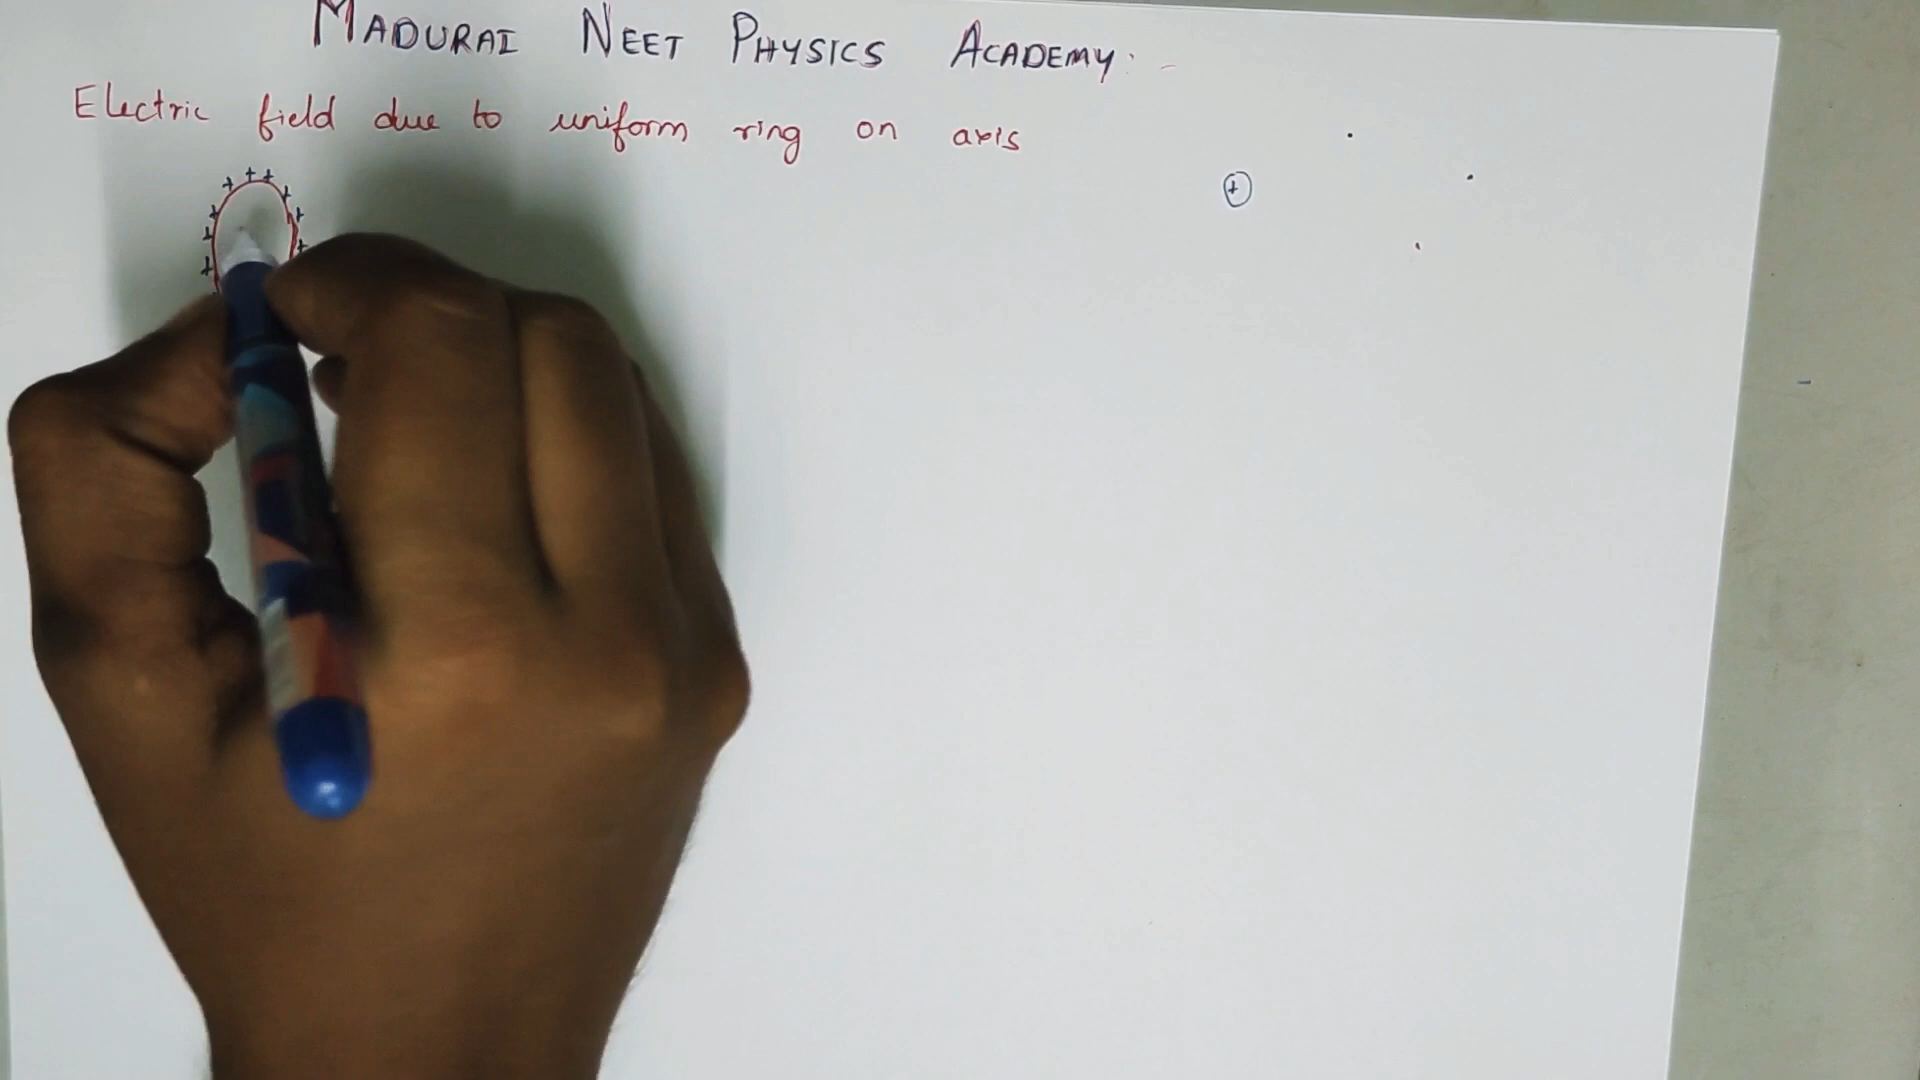 MADURAI NEET PHYSICS ACADEMY:-
Electric field due to uniform ring on axis
+ + + + + + + + + +
+